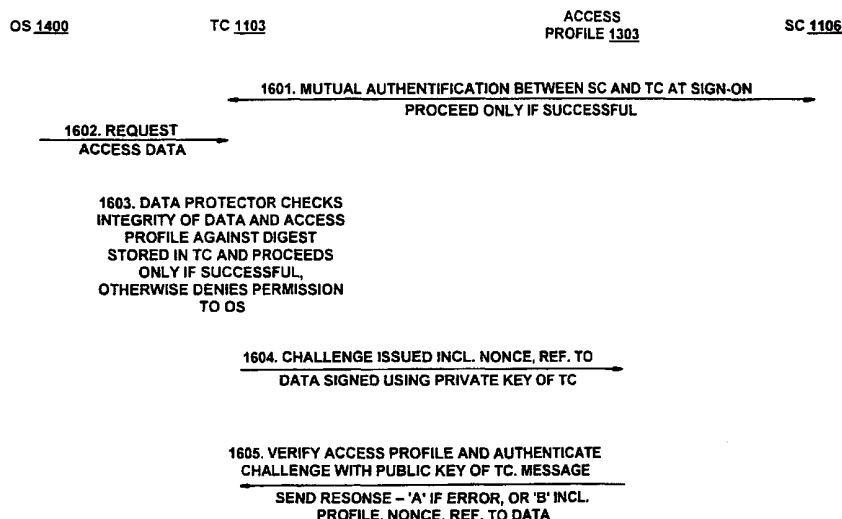 OS 1400
TC 1103
ACCESS
PROFILE 1303
SC 1106
1601. MUTUAL AUTHENTIFICATION BETWEEN SC AND TC AT SIGN-ON
PROCEED ONLY IF SUCCESSFUL
1602. REQUEST
ACCESS DATA
1603. DATA PROTECTOR CHECKS
INTEGRITY OF DATA AND ACCESS
PROFILE AGAINST DIGEST
STORED IN TC AND PROCEEDS
ONLY IF SUCCESSFUL,
OTHERWISE DENIES PERMISSION
TO OS
1604. CHALLENGE ISSUED INCL. NONCE, REF. TO
DATA SIGNED USING PRIVATE KEY OF TC
1605. VERIFY ACCESS PROFILE AND AUTHENTICATE
CHALLENGE WITH PUBLIC KEY OF TC. MESSAGE
SEND RESONSE – 'A' IF ERROR, OR 'B' INCL.
PROFILE, NONCE, REF. TO DATA